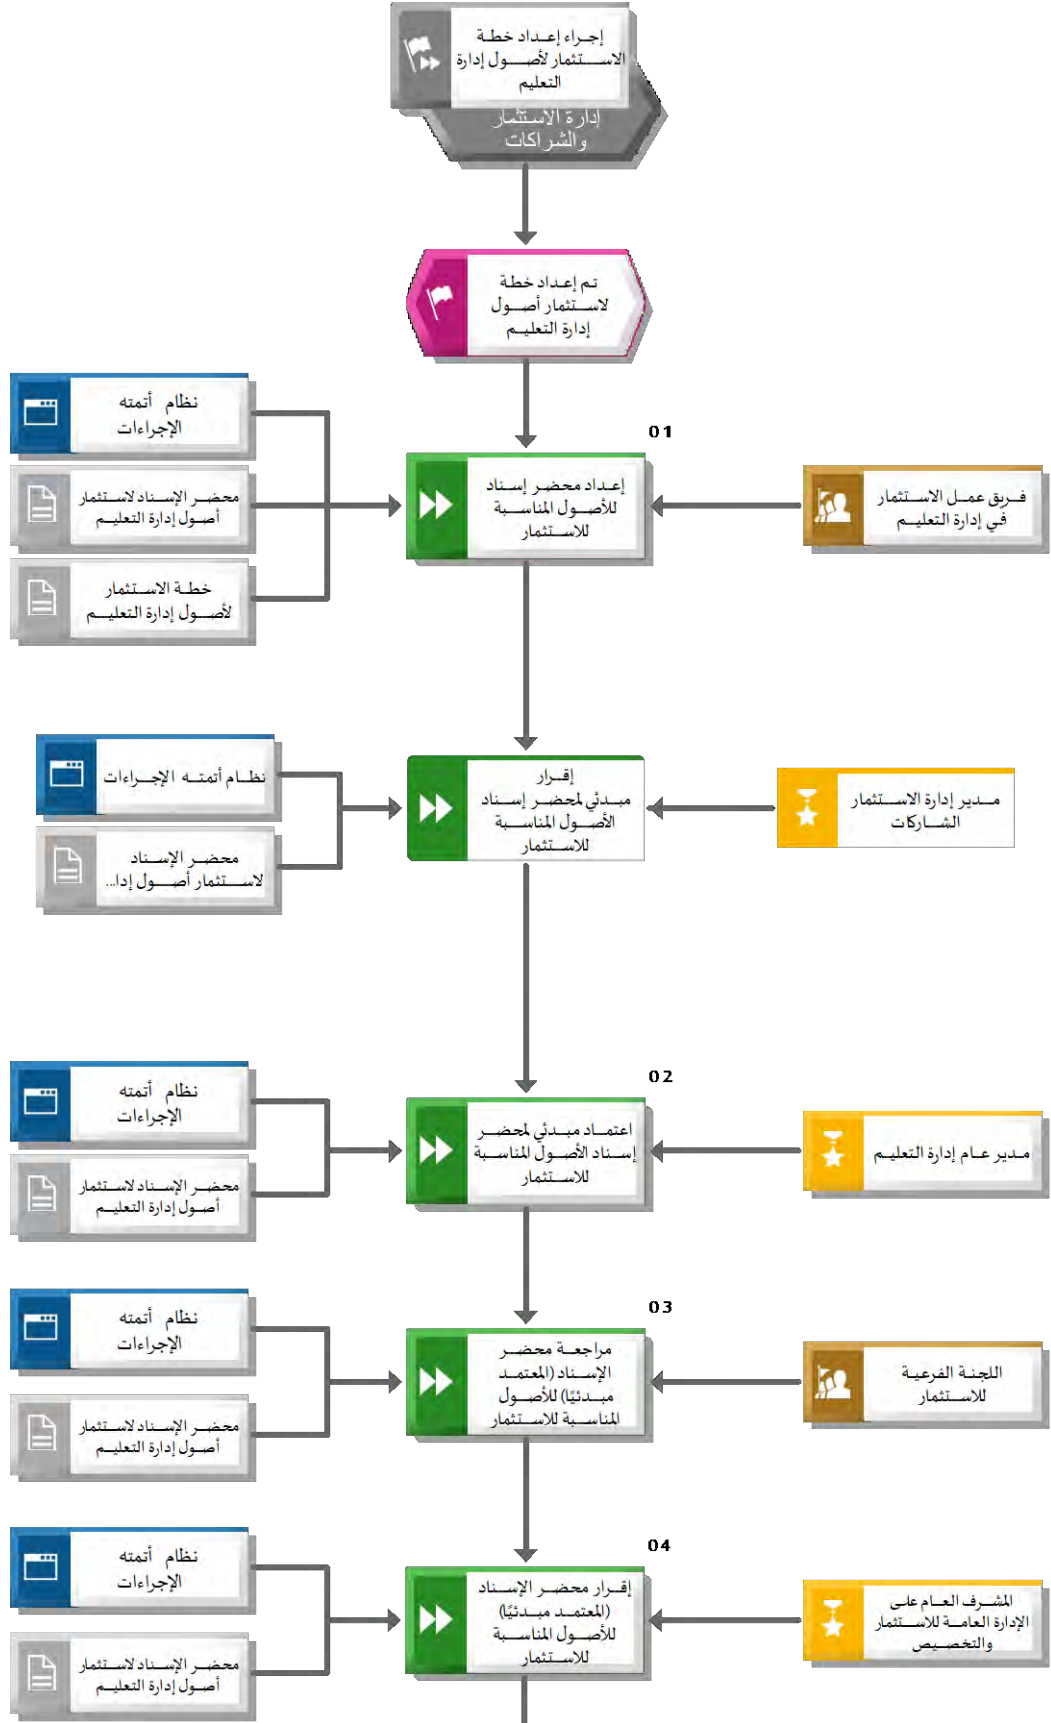 إجراء إعداد خطة
الاستثمار لأصول إدارة
التعليم
إدارة الاستثمار
والشراكات
تم إعداد خطة
لاستثمار أصول
إدارة التعليم
01
فريق عمل الاستثمار
في إدارة التعليم
إعداد محضر إسناد
للأصول المناسبة
للاستثمار
نظام أتمته
الإجراءات
محضر الإسناد لاستثمار
أصول إدارة التعليم
خطة الاستثمار
لأصول إدارة التعليم
مدير إدارة الاستثمار
الشاركات
إقرار
مبدئي لمحضر إسناد
الأصول المناسبة
للاستثمار
نظام أتمته الإجراءات
محضر الإسناد
لاستثمار أصول إدا...
02
مدير عام إدارة التعليم
اعتماد مبدئي لمحضر
إسناد الأصول المناسبة
للاستثمار
نظام أتمته
الإجراءات
محضر الإسناد لاستثمار
أصول إدارة التعليم
03
اللجنة الفرعية
للاستثمار
مراجعة محضر
الإسناد (المعتمد
مبدئيًا) للأصول
المناسبة للاستثمار
نظام أتمته
الإجراءات
محضر الإسناد لاستثمار
أصول إدارة التعليم
04
المشرف العام على
الإدارة العامة للاستثمار
والتخصيص
إقرار محضر الإسناد
(المعتمد مبدئيًا)
للأصول المناسبة
للاستثمار
نظام أتمته
الإجراءات
محضر الإسناد لاستثمار
أصول إدارة التعليم